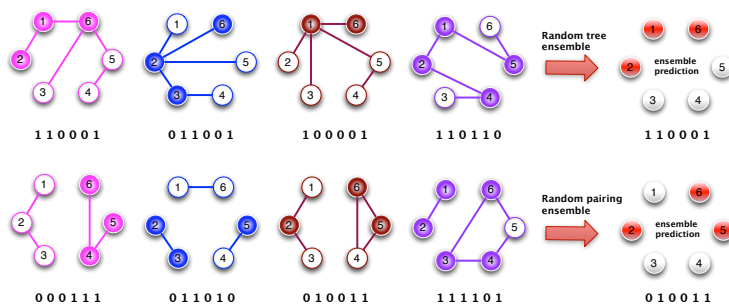 1 6 2 5 3 4
1 6 2 5 3 4
1 6 2 5 3 4
1 6 2 5 3 4
Random tree
ensemble
1 6
2 ensemble 5
prediction
3 4
1 1 0 0 0 1
0 1 1 0 0 1
1 0 0 0 0 1
1 1 0 1 1 0
1 1 0 0 0 1
1 6 2 5 3 4
1 6 2 5 3 4
1 6 2 5 3 4
1 6 2 5 3 4
Random pairing
ensemble
1 6
2 ensemble 5
prediction
3 4
0 0 0 1 1 1
0 1 1 0 1 0
0 1 0 0 1 1
1 1 1 1 0 1
0 1 0 0 1 1